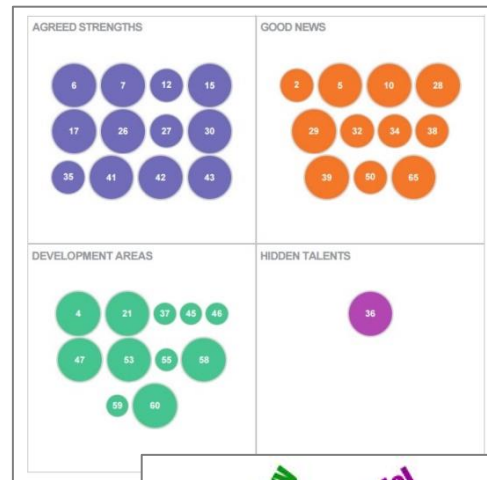 AGREED STRENGTHS
6 7 12 15
17 26 27 30
35 41 42 43
GOOD NEWS
2 5 10 28
29 32 34 38
39 50 65
DEVELOPMENT AREAS
4 21 37 45 46
47 53 55 58
59 60
HIDDEN TALENTS
36